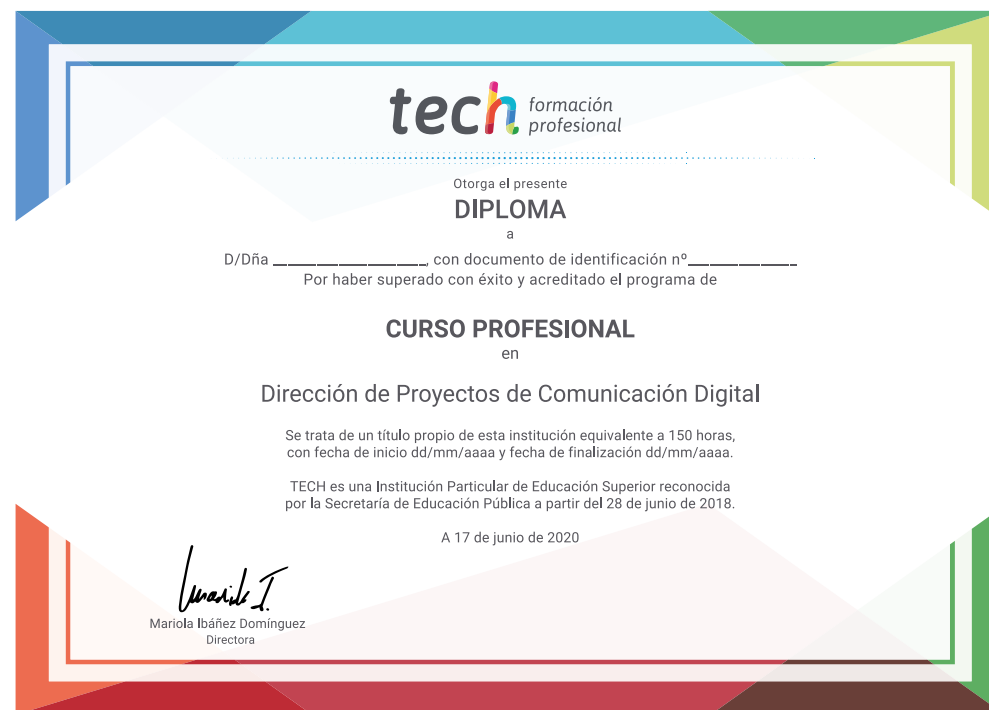 tech formación
profesional
Otorga el presente
DIPLOMA
a
D/Dña ____________________, con documento de identificación nº______________
Por haber superado con éxito y acreditado el programa de
CURSO PROFESIONAL
en
Dirección de Proyectos de Comunicación Digital
Se trata de un título propio de esta institución equivalente a 150 horas,
con fecha de inicio dd/mm/aaaa y fecha de finalización dd/mm/aaaa.
TECH es una Institución Particular de Educación Superior reconocida
por la Secretaría de Educación Pública a partir del 28 de junio de 2018.
A 17 de junio de 2020
Mariola Ibáñez Domínguez
Directora